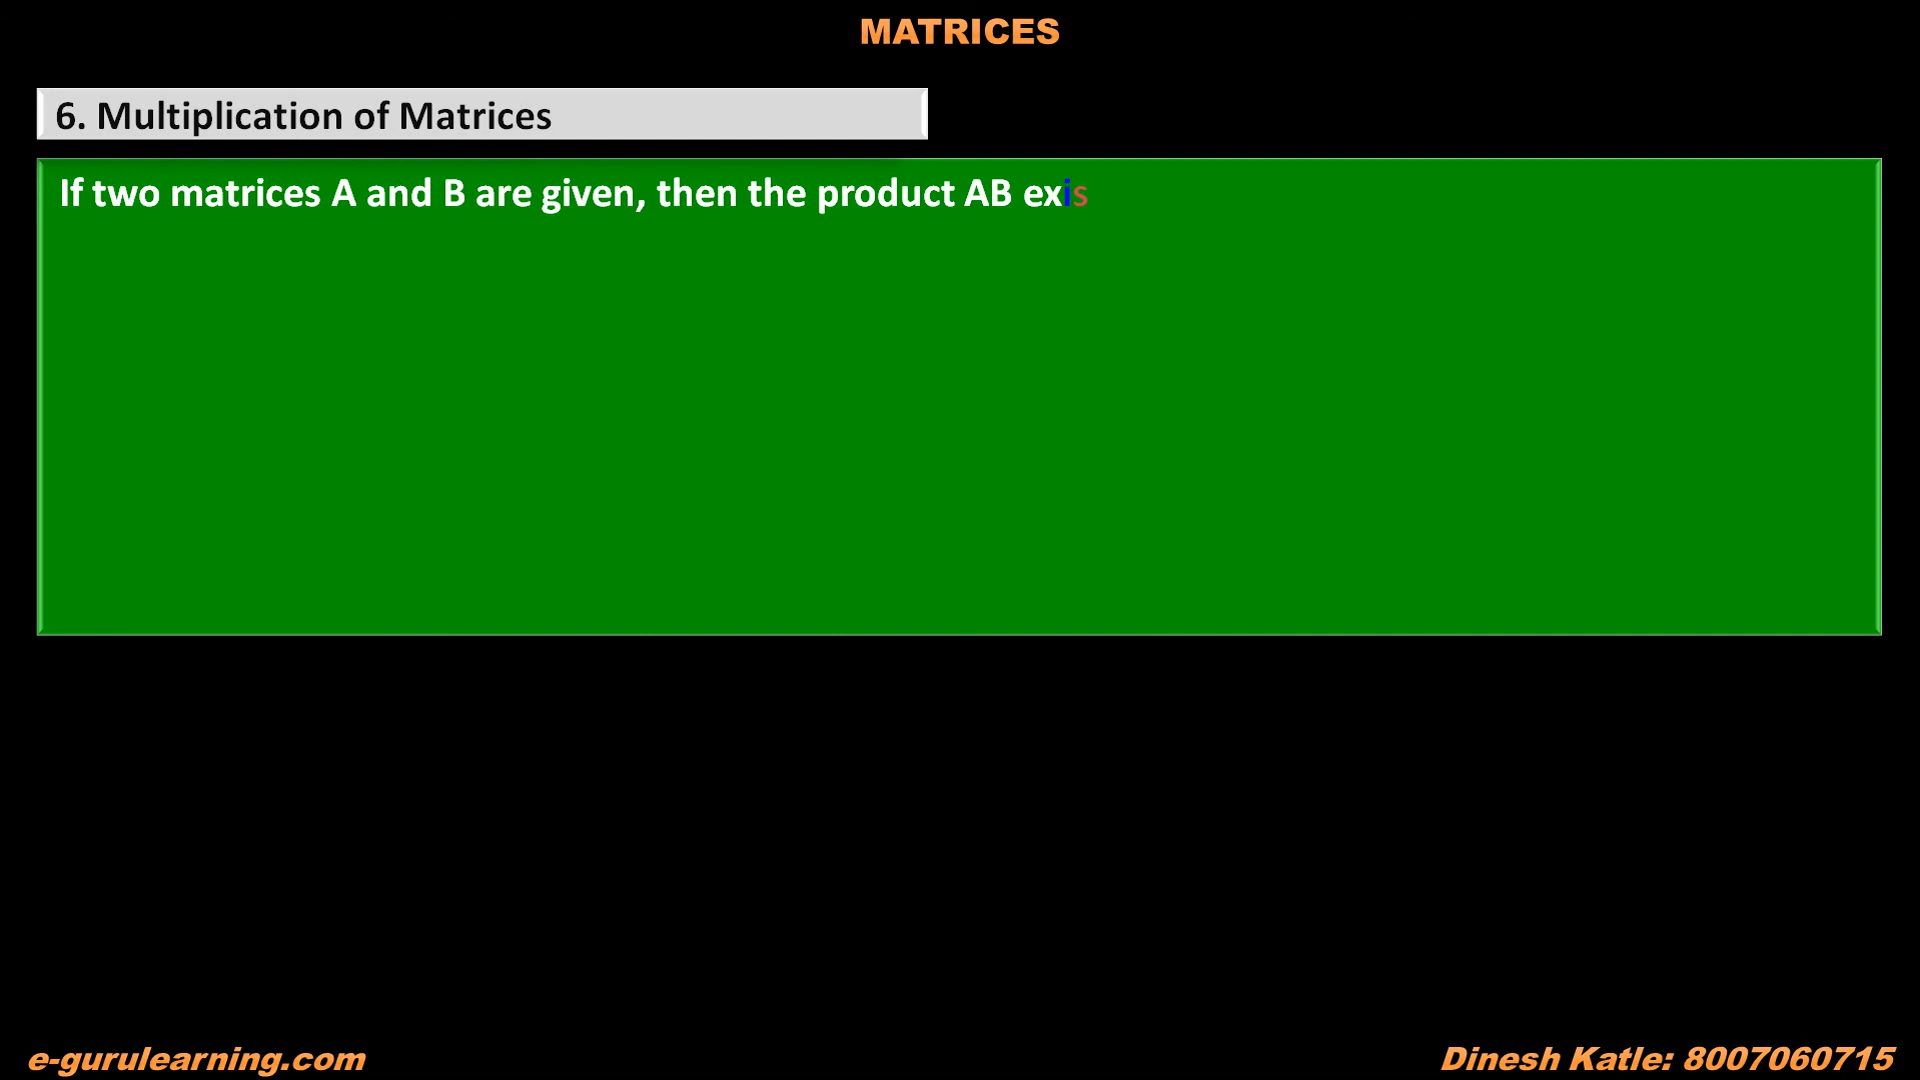 MATRICES
6. Multiplication of Matrices
If two matrices A and B are given, then the product AB exis
e-gurulearning.com
Dinesh Katle: 8007060715